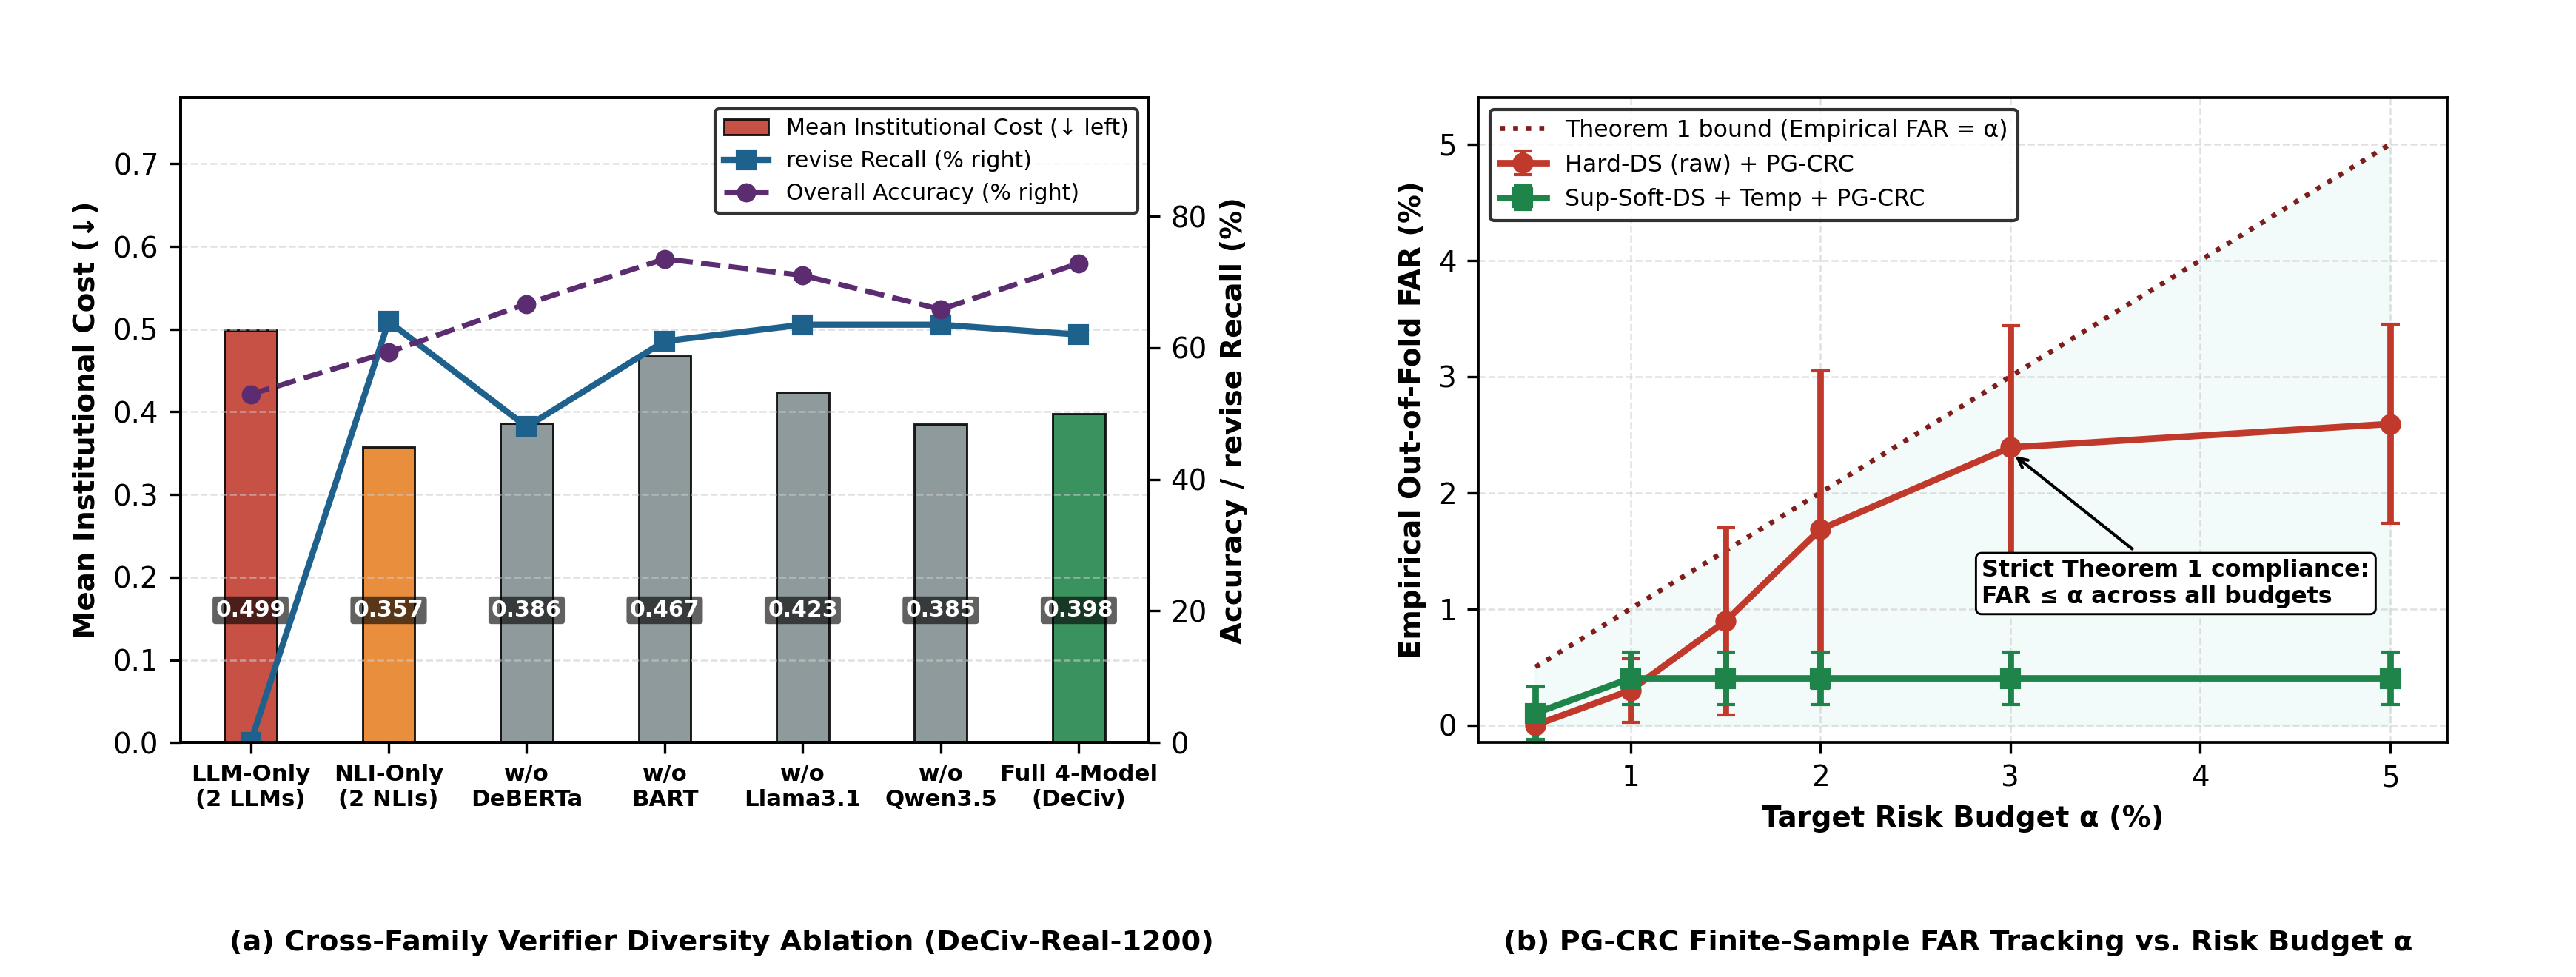 Mean Institutional Cost (↓)
0.7
0.6
0.5
0.4
0.3
0.2
0.1
0.0
Mean Institutional Cost (↓ left)
revise Recall (% right)
Overall Accuracy (% right)
0.499
0.357
0.386
0.467
0.423
0.385
0.398
LLM-Only
(2 LLMs)
NLI-Only
(2 NLIs)
w/o
DeBERTa
w/o
BART
w/o
Llama3.1
w/o
Qwen3.5
Full 4-Model
(DeCiv)
80
60
40
20
0
Accuracy / revise Recall (%)
(a) Cross-Family Verifier Diversity Ablation (DeCiv-Real-1200)
Empirical Out-of-Fold FAR (%)
5
4
3
2
1
0
Theorem 1 bound (Empirical FAR = α)
Hard-DS (raw) + PG-CRC
Sup-Soft-DS + Temp + PG-CRC
Strict Theorem 1 compliance:
FAR ≤ α across all budgets
1
2
3
4
5
Target Risk Budget α (%)
(b) PG-CRC Finite-Sample FAR Tracking vs. Risk Budget α